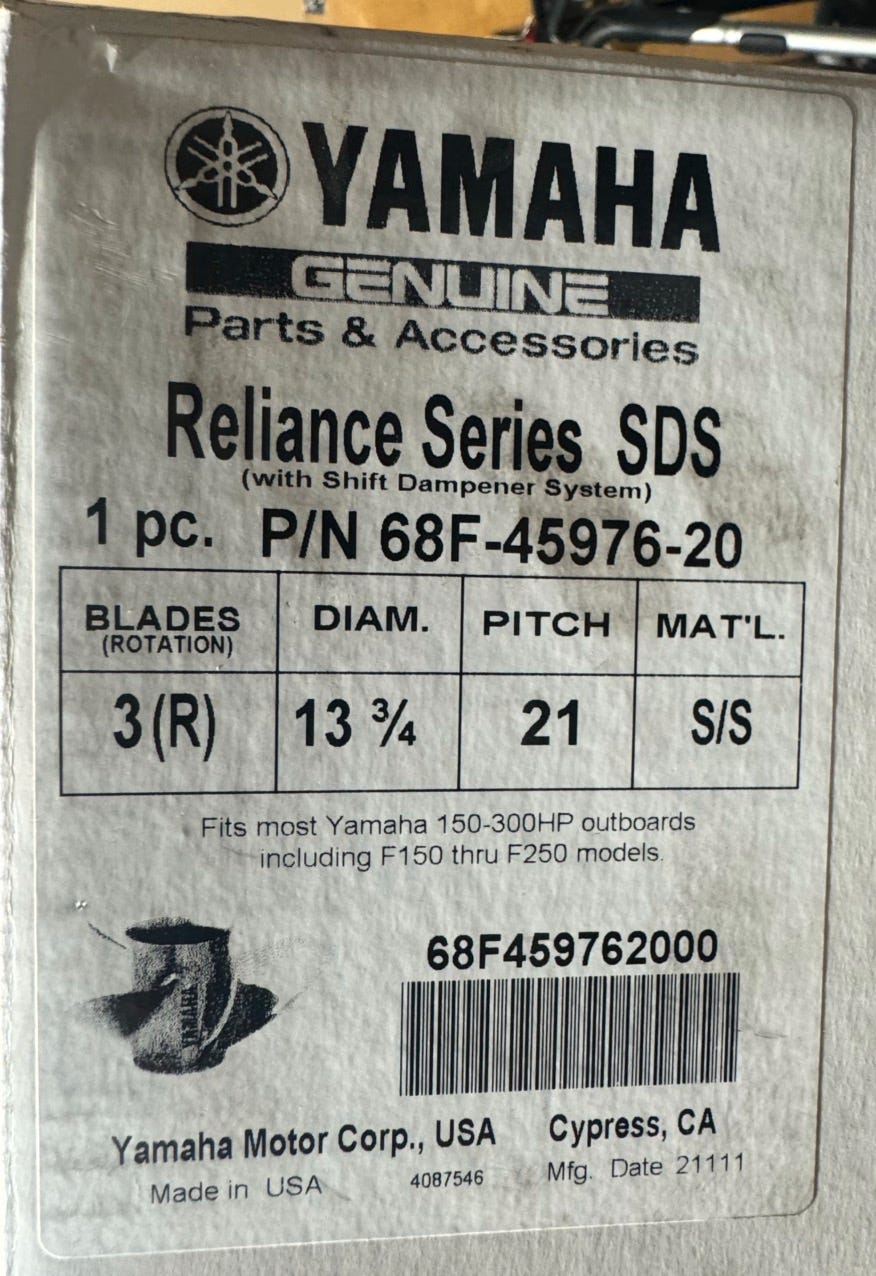 YAMAHA
GENUINE
Parts & Accessories
Reliance Series SDS
(with Shift Dampener System)
1 pc. P/N 68F-45976-20
BLADES DIAM. PITCH MAT'L.
(ROTATION)
3 (R) 13 ¾ 21 S/S
Fits most Yamaha 150-300HP outboards
including F150 thru F250 models.
68F459762000
YAMAHA
Yamaha Motor Corp., USA Cypress, CA
Made in USA 4087546 Mfg. Date 21111